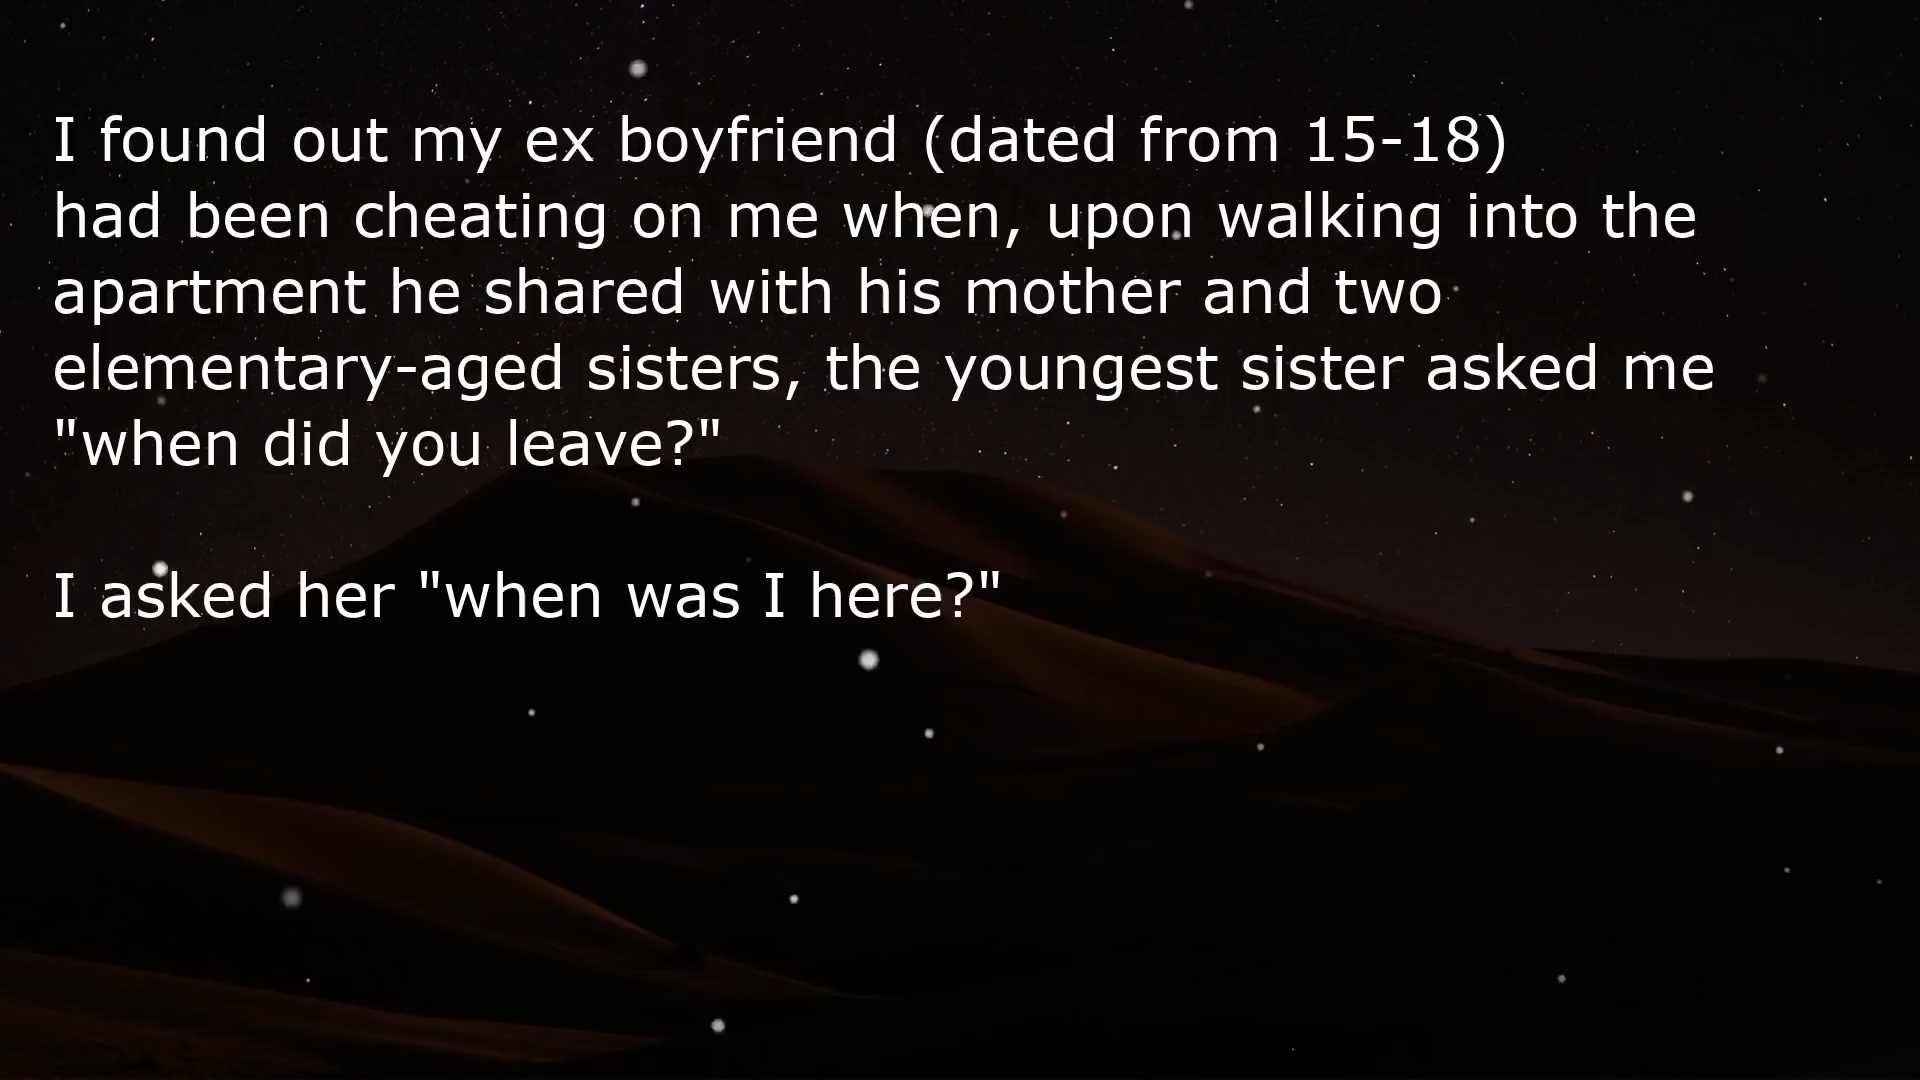 I found out my ex boyfriend (dated from 15-18)
had been cheating on me when, upon walking into the
apartment he shared with his mother and two
elementary-aged sisters, the youngest sister asked me
"when did you leave?"
I asked her "when was I here?"